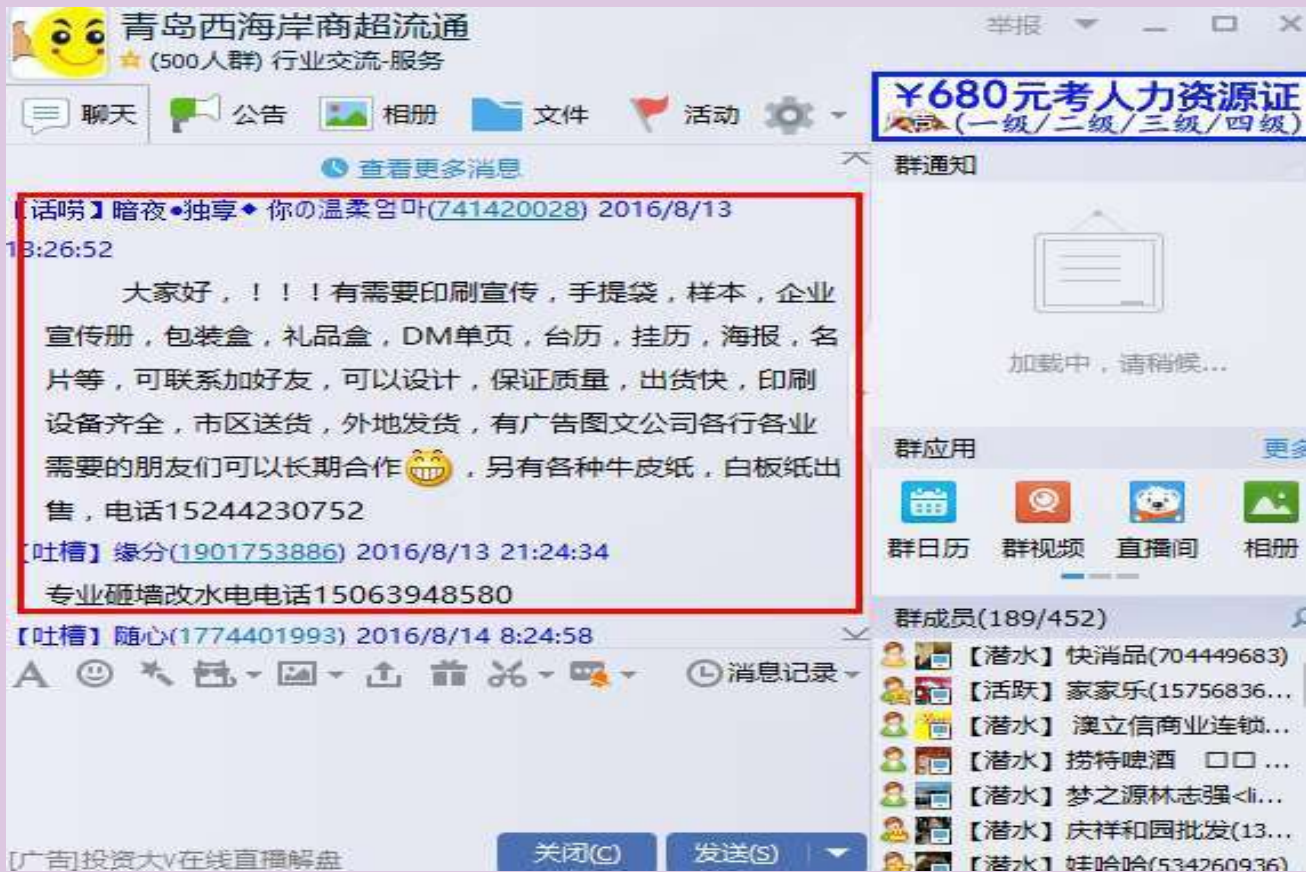 青岛西海岸商超流通
举报
(500人群) 行业交流-服务
聊天
公告
相册
文件
活动
¥680元考人力资源证
(一级/二级/三级/四级)
查看更多消息
群通知
【话唠】暗夜●独享◆ 你の温柔엄마(741420028) 2016/8/13
13:26:52
大家好，！！！有需要印刷宣传，手提袋，样本，企业
宣传册，包装盒，礼品盒，DM单页，台历，挂历，海报，名
片等，可联系加好友，可以设计，保证质量，出货快，印刷
设备齐全，市区送货，外地发货，有广告图文公司各行各业
需要的朋友们可以长期合作，另有各种牛皮纸，白板纸出
售，电话15244230752
【吐槽】缘分(1901753886) 2016/8/13 21:24:34
专业砸墙改水电电话15063948580
【吐槽】随心(1774401993) 2016/8/14 8:24:58
加载中，请稍候...
群应用
更多
群日历
群视频
直播间
相册
群成员(189/452)
【潜水】快消品(704449683)
【活跃】家家乐(15756836...
【潜水】 澳立信商业连锁...
【潜水】捞特啤酒 口口 ...
【潜水】梦之源林志强<li...
【潜水】庆祥和园批发(13...
【潜水】娃哈哈(534260936)
消息记录
[广告]投资大V在线直播解盘
关闭(C)
发送(S)